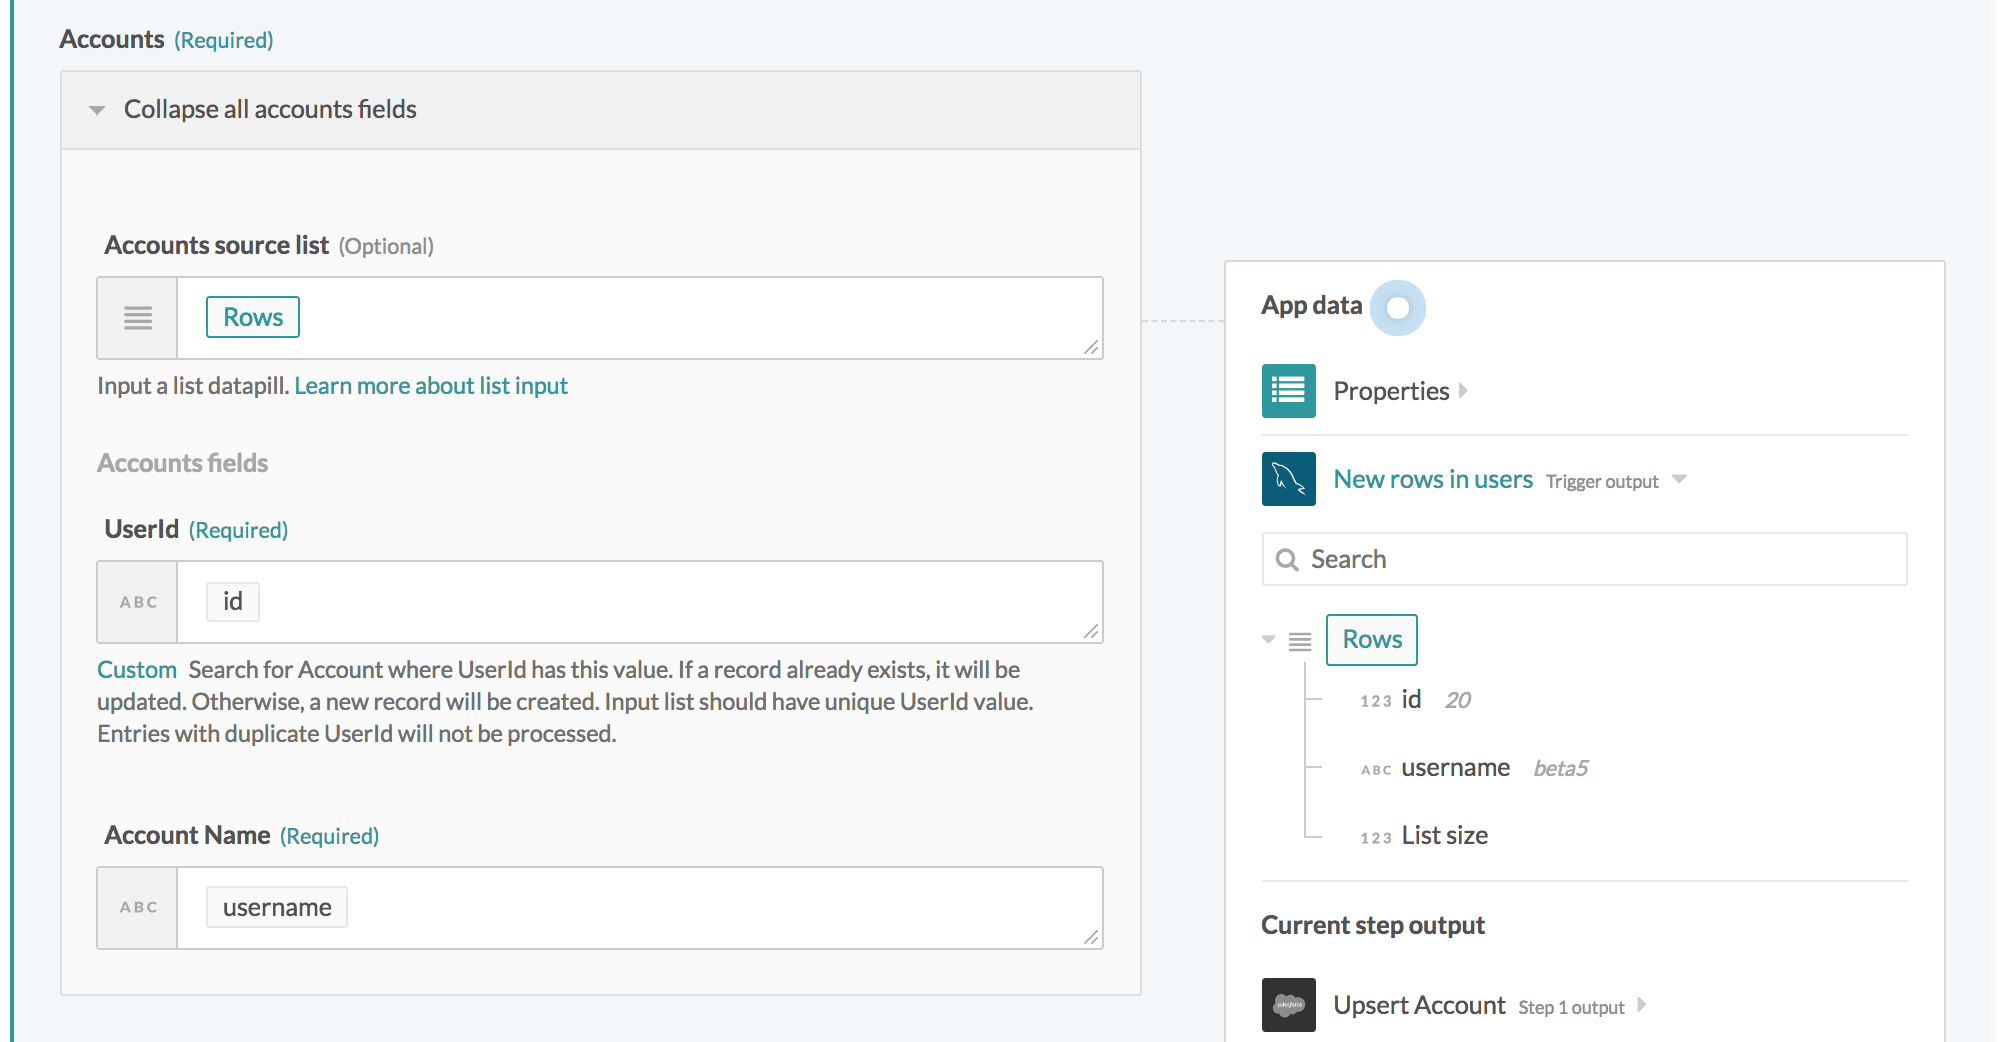 Accounts (Required)
Collapse all accounts fields
Accounts source list (Optional)
Rows
Input a list datapill. Learn more about list input
Accounts fields
UserId (Required)
ABC id
Custom Search for Account where UserId has this value. If a record already exists, it will be
updated. Otherwise, a new record will be created. Input list should have unique UserId value.
Entries with duplicate UserId will not be processed.
Account Name (Required)
ABC username
App data
Properties
New rows in users Trigger output
Search
Rows
123 id 20
ABC username beta5
123 List size
Current step output
salesforce
Upsert Account Step 1 output